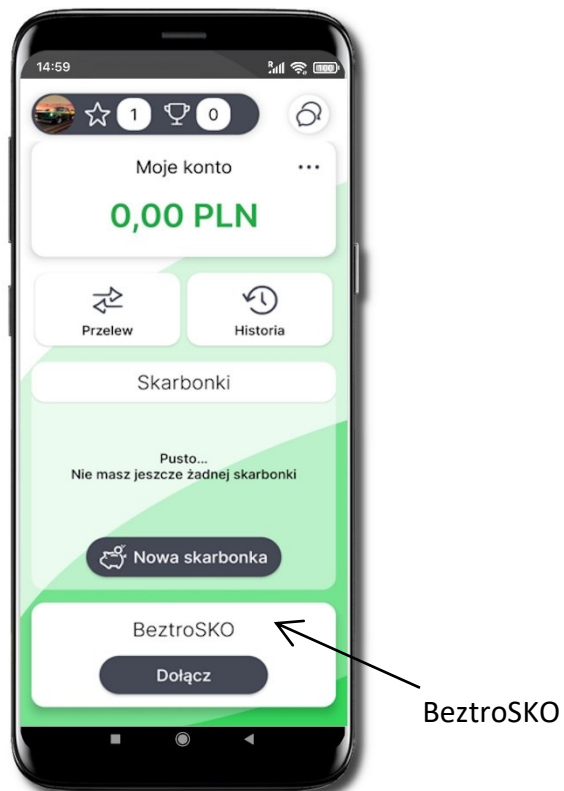 14:59
R
100
1
0
Moje konto
0,00 PLN
Przelew
Historia
Skarbonki
Pusto...
Nie masz jeszcze żadnej skarbonki
Nowa skarbonka
BeztroSKO
Dołącz
BeztroSKO